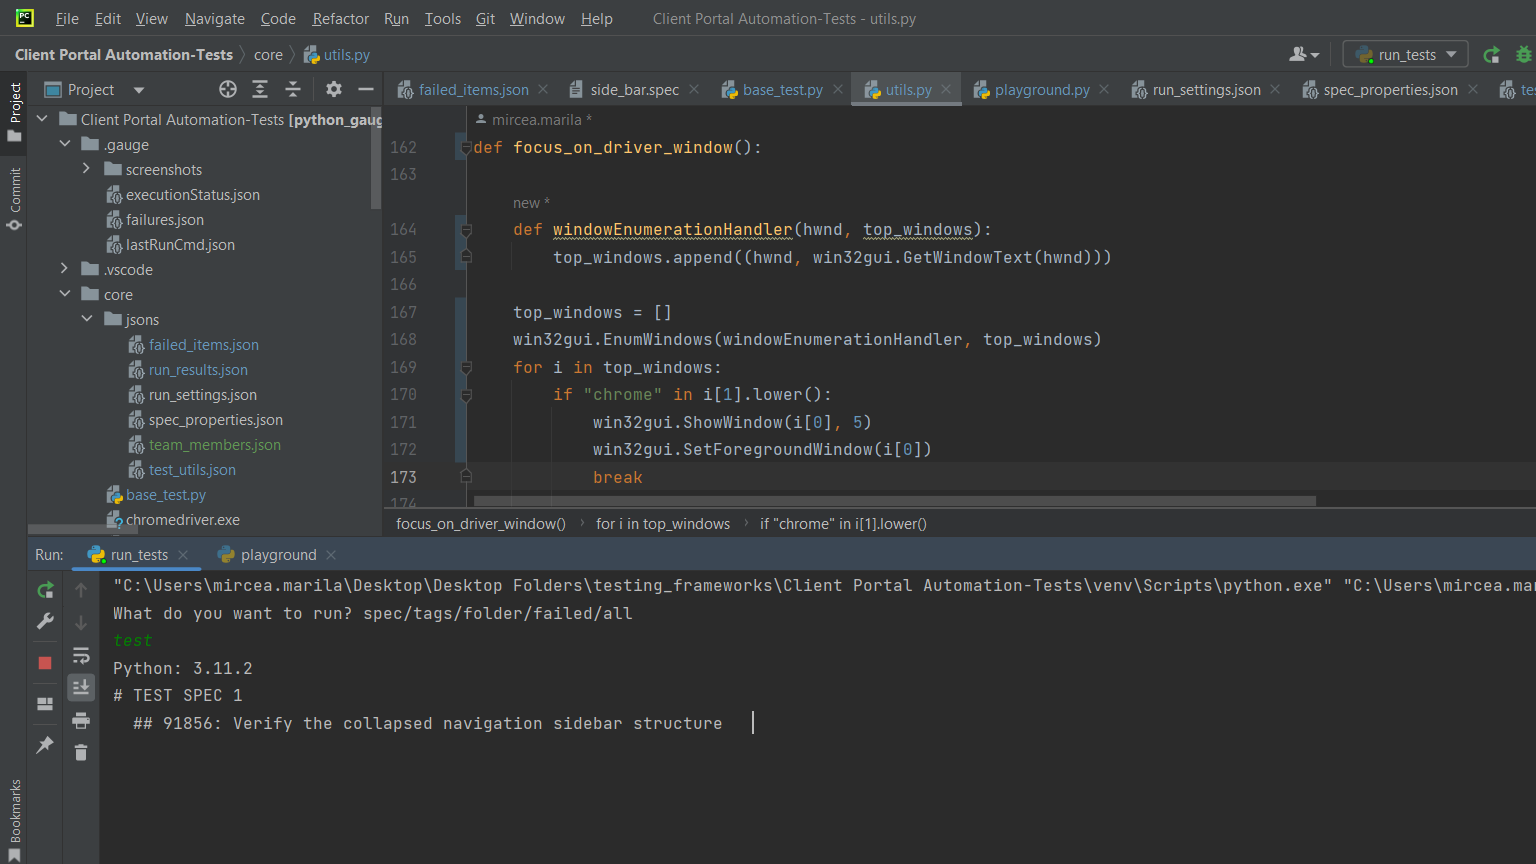 PC
File Edit View Navigate Code Refactor Run Tools Git Window Help Client Portal Automation-Tests - utils.py
Client Portal Automation-Tests core utils.py run_tests
Project Project failed_items.json side_bar.spec base_test.py utils.py playground.py run_settings.json spec_properties.json
Client Portal Automation-Tests [python_gaug
.gauge
screenshots
executionStatus.json
failures.json
lastRunCmd.json
.vscode
core
jsons
failed_items.json
run_results.json
run_settings.json
spec_properties.json
team_members.json
test_utils.json
base_test.py
chromedriver.exe
Commit
Bookmarks
mircea.marila *
162 def focus_on_driver_window():
163
new *
164 def windowEnumerationHandler(hwnd, top_windows):
165 top_windows.append((hwnd, win32gui.GetWindowText(hwnd)))
166
167 top_windows = []
168 win32gui.EnumWindows(windowEnumerationHandler, top_windows)
169 for i in top_windows:
170 if "chrome" in i[1].lower():
171 win32gui.ShowWindow(i[0], 5)
172 win32gui.SetForegroundWindow(i[0])
173 break
174
focus_on_driver_window() for i in top_windows if "chrome" in i[1].lower()
Run: run_tests playground
"C:\Users\mircea.marila\Desktop\Desktop Folders\testing_frameworks\Client Portal Automation-Tests\venv\Scripts\python.exe" "C:\Users\mircea.mari
What do you want to run? spec/tags/folder/failed/all
test
Python: 3.11.2
# TEST SPEC 1
## 91856: Verify the collapsed navigation sidebar structure